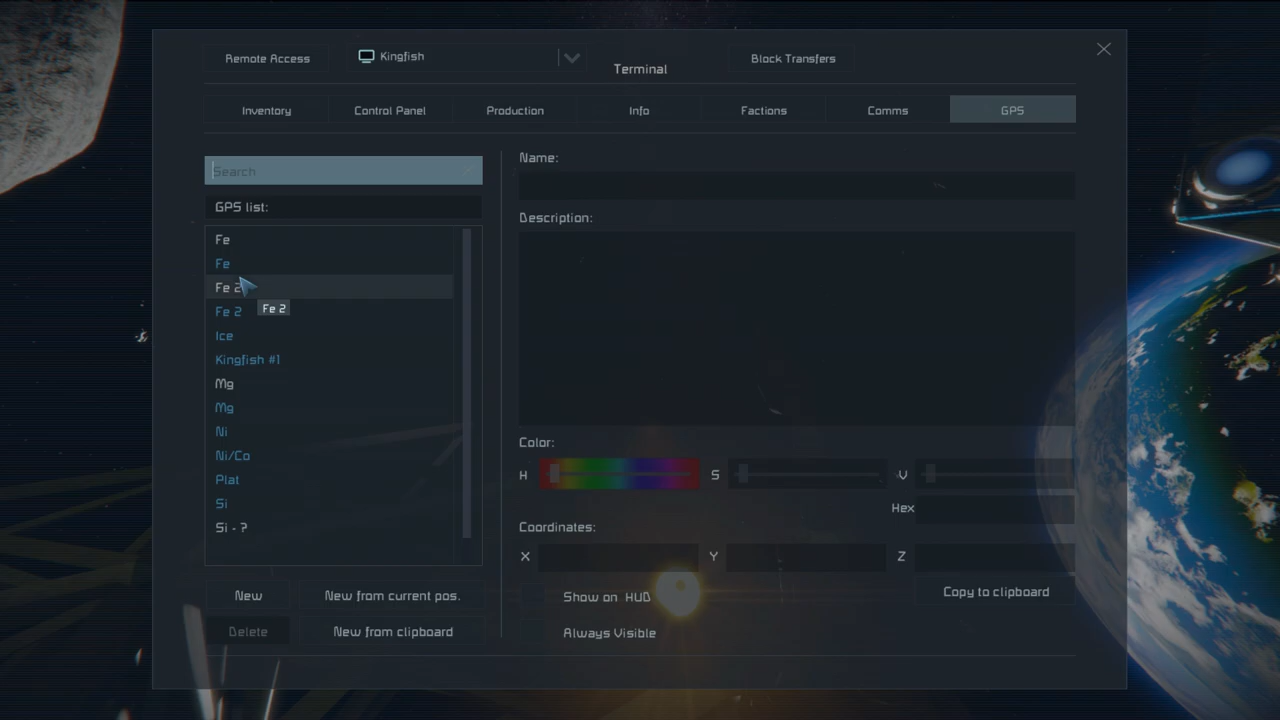 Remote Access
Kingfish
Terminal
Block Transfers
Inventory
Control Panel
Production
Info
Factions
Comms
GPS
Search
GPS list:
Fe
Fe
Fe 2
Fe 2
Fe 2
Ice
Kingfish #1
Mg
Mg
Ni
Ni/Co
Plat
Si
Si - ?
New
New from current pos.
Delete
New from clipboard
Name:
Description:
Color:
H
S
V
Hex
Coordinates:
X
Y
Z
Show on HUD
Copy to clipboard
Always Visible